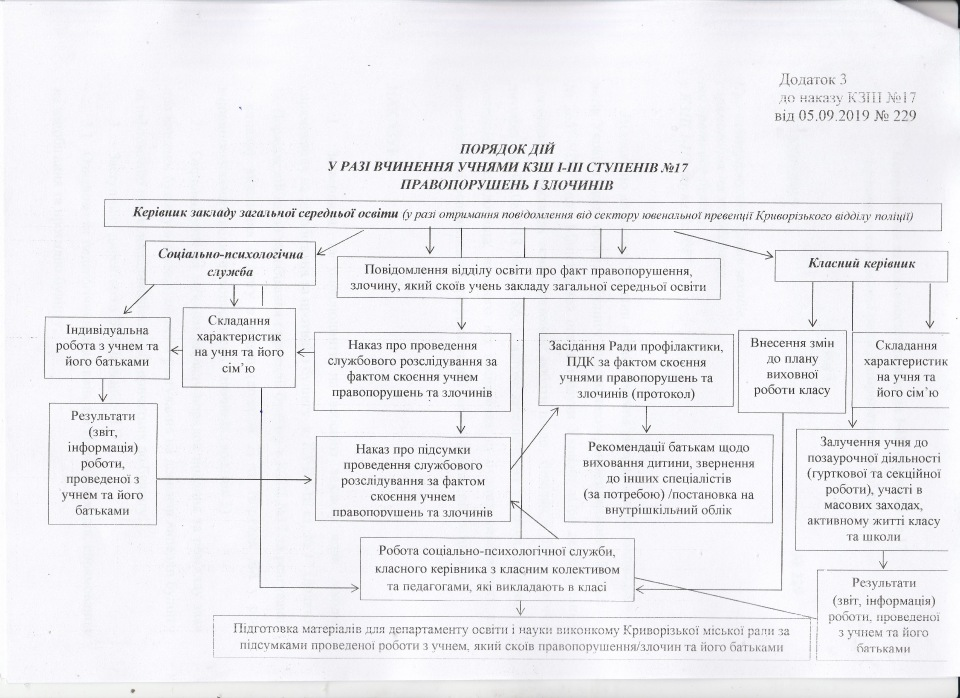 Додаток 3
до наказу КЗШ №17
від 05.09.2019 № 229
ПОРЯДОК ДІЙ
У РАЗІ ВЧИНЕННЯ УЧНЯМИ КЗШ І-ІІІ СТУПЕНІВ №17
ПРАВОПОРУШЕНЬ І ЗЛОЧИНІВ
Керівник закладу загальної середньої освіти (у разі отримання повідомлення від сектору ювенальної превенції Криворізького відділу поліції)
Соціально-психологічна
служба
Повідомлення відділу освіти про факт правопорушення,
злочину, який скоїв учень закладу загальної середньої освіти
Класний керівник
Індивідуальна
робота з учнем та
його батьками
Складання
характеристик
на учня та його
сім’ю
Наказ про проведення
службового розслідування за
фактом скоєння учнем
правопорушень та злочинів
Засідання Ради профілактики,
ПДК за фактом скоєння
учнями правопорушень та
злочинів (протокол)
Внесення змін
до плану
виховної
роботи класу
Складання
характеристик
на учня та
його сім’ю
Результати
(звіт,
інформація)
роботи,
проведеної з
учнем та його
батьками
Наказ про підсумки
проведення службового
розслідування за фактом
скоєння учнем
правопорушень та злочинів
Рекомендації батькам щодо
виховання дитини, звернення
до інших спеціалістів
(за потребою) /постановка на
внутрішкільний облік
Залучення учня до
позаурочної діяльності
(гурткової та секційної
роботи), участі в
масових заходах,
активному житті класу
та школи
Робота соціально-психологічної служби,
класного керівника з класним колективом
та педагогами, які викладають в класі
Результати
(звіт, інформація)
роботи, проведеної
з учнем та його
батьками
Підготовка матеріалів для департаменту освіти і науки виконкому Криворізької міської ради за
підсумками проведеної роботи з учнем, який скоїв правопорушення/злочин та його батьками